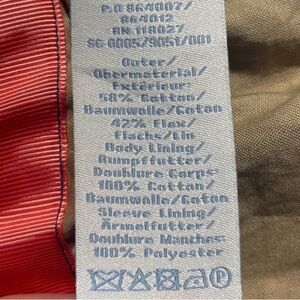 P.O 864007/
864012
RN 118027
SC-0005/9051/001
Outer/
Obermaterial/
Extérieur:
58% Cotton/
Baumwolle/Coton
42% Flax/
Flachs/Lin
Body Lining/
Rumpffutter/
Doublure Corps:
100% Cotton/
Baumwolle/Coton
Sleeve Lining/
Ärmelfutter/
Doublure Manches:
100% Polyester